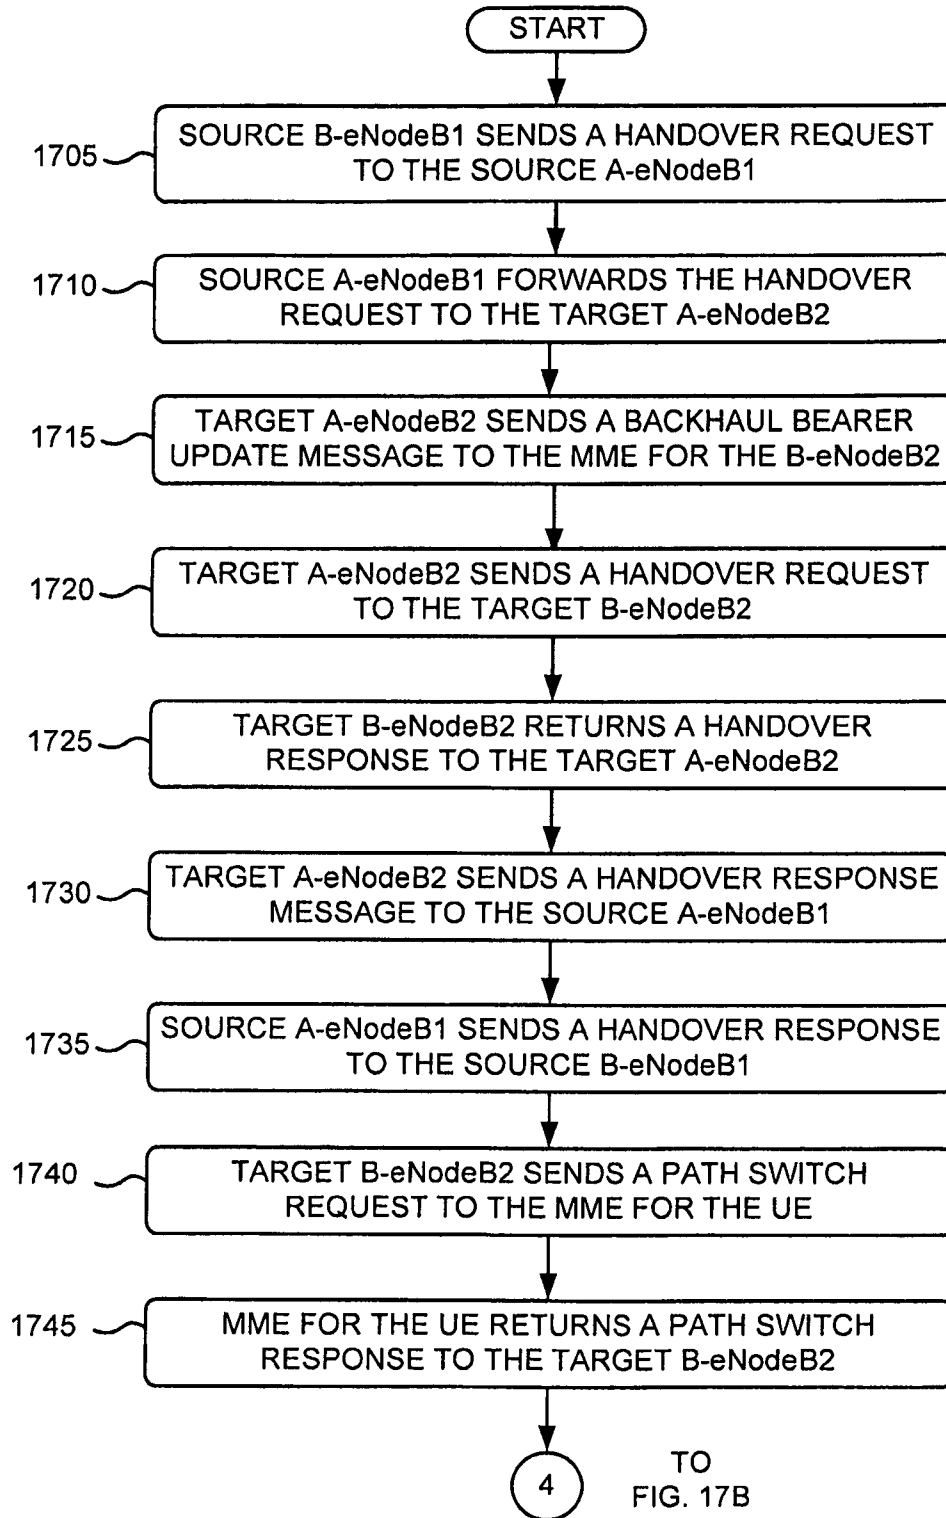 START
1705
SOURCE B-eNodeB1 SENDS A HANDOVER REQUEST
TO THE SOURCE A-eNodeB1
1710
SOURCE A-eNodeB1 FORWARDS THE HANDOVER
REQUEST TO THE TARGET A-eNodeB2
1715
TARGET A-eNodeB2 SENDS A BACKHAUL BEARER
UPDATE MESSAGE TO THE MME FOR THE B-eNodeB2
1720
TARGET A-eNodeB2 SENDS A HANDOVER REQUEST
TO THE TARGET B-eNodeB2
1725
TARGET B-eNodeB2 RETURNS A HANDOVER
RESPONSE TO THE TARGET A-eNodeB2
1730
TARGET A-eNodeB2 SENDS A HANDOVER RESPONSE
MESSAGE TO THE SOURCE A-eNodeB1
1735
SOURCE A-eNodeB1 SENDS A HANDOVER RESPONSE
TO THE SOURCE B-eNodeB1
1740
TARGET B-eNodeB2 SENDS A PATH SWITCH
REQUEST TO THE MME FOR THE UE
1745
MME FOR THE UE RETURNS A PATH SWITCH
RESPONSE TO THE TARGET B-eNodeB2
4
TO
FIG. 17B